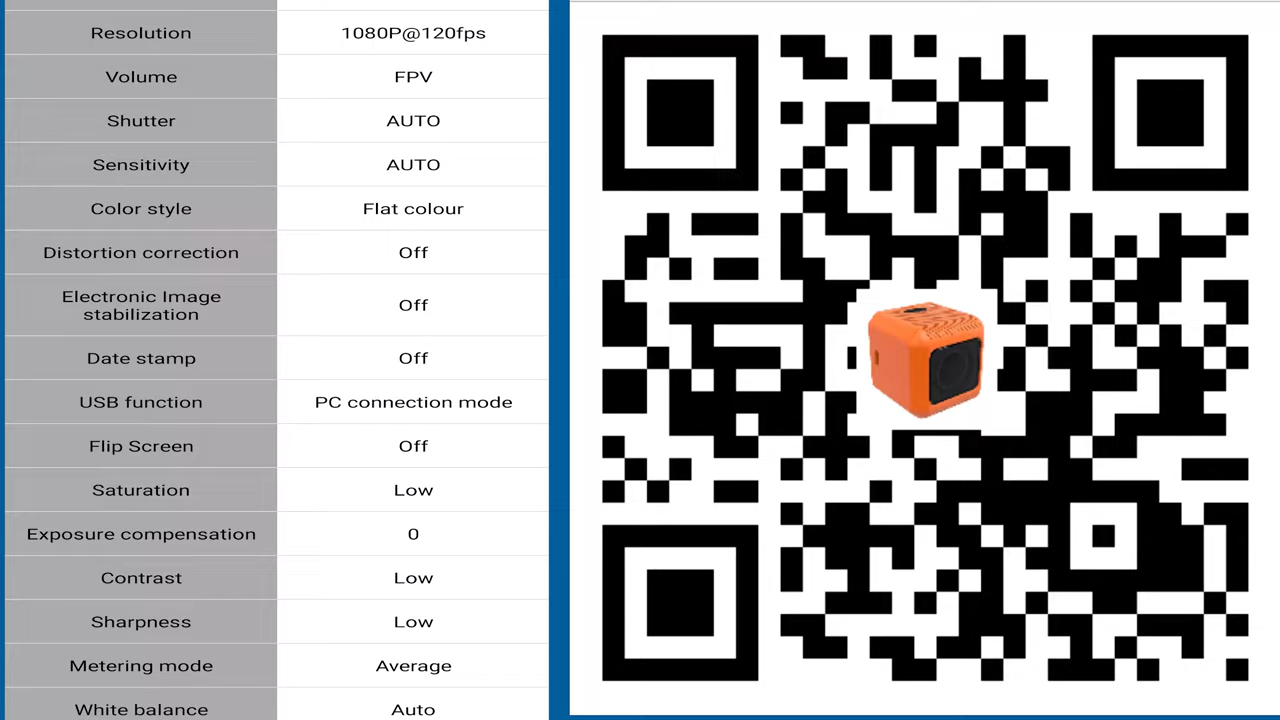 Resolution 1080P@120fps
Volume FPV
Shutter AUTO
Sensitivity AUTO
Color style Flat colour
Distortion correction Off
Electronic Image
stabilization Off
Date stamp Off
USB function PC connection mode
Flip Screen Off
Saturation Low
Exposure compensation 0
Contrast Low
Sharpness Low
Metering mode Average
White balance Auto